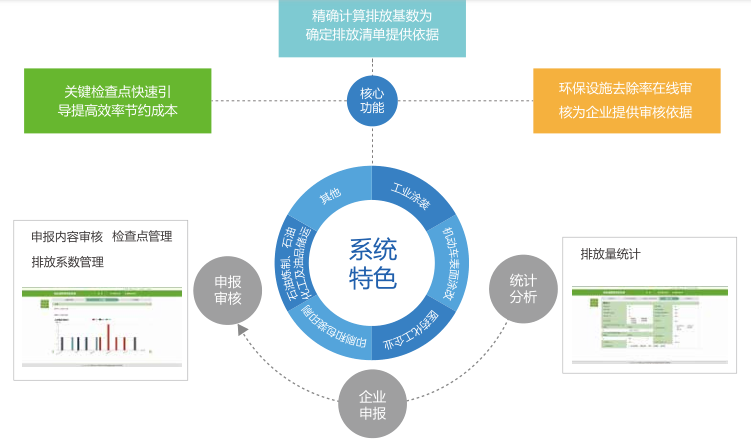 精确计算排放基数为
确定排放清单提供依据
关键检查点快速引
导提高效率节约成本
核心
功能
环保设施去除率在线审
核为企业提供审核依据
其他
工业涂装
石油炼制、石油
化工及油品储运
机动车表面涂改
系统
特色
印刷和包装印刷
医药化工企业
申报内容审核 检查点管理
排放系数管理
申报
审核
统计
分析
排放量统计
企业
申报